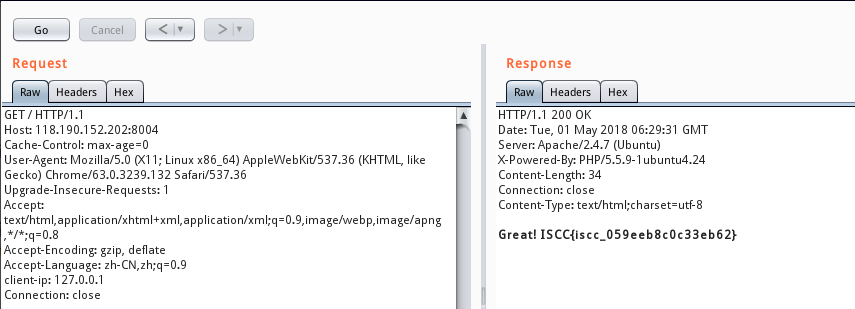 Go Cancel < ▼ > ▼
Request
Raw Headers Hex
GET / HTTP/1.1
Host: 118.190.152.202:8004
Cache-Control: max-age=0
User-Agent: Mozilla/5.0 (X11; Linux x86_64) AppleWebKit/537.36 (KHTML, like
Gecko) Chrome/63.0.3239.132 Safari/537.36
Upgrade-Insecure-Requests: 1
Accept:
text/html,application/xhtml+xml,application/xml;q=0.9,image/webp,image/apng
,*/*;q=0.8
Accept-Encoding: gzip, deflate
Accept-Language: zh-CN,zh;q=0.9
client-ip: 127.0.0.1
Connection: close
Response
Raw Headers Hex
HTTP/1.1 200 OK
Date: Tue, 01 May 2018 06:29:31 GMT
Server: Apache/2.4.7 (Ubuntu)
X-Powered-By: PHP/5.5.9-1ubuntu4.24
Content-Length: 34
Connection: close
Content-Type: text/html;charset=utf-8
Great! ISCC{iscc_059eeb8c0c33eb62}